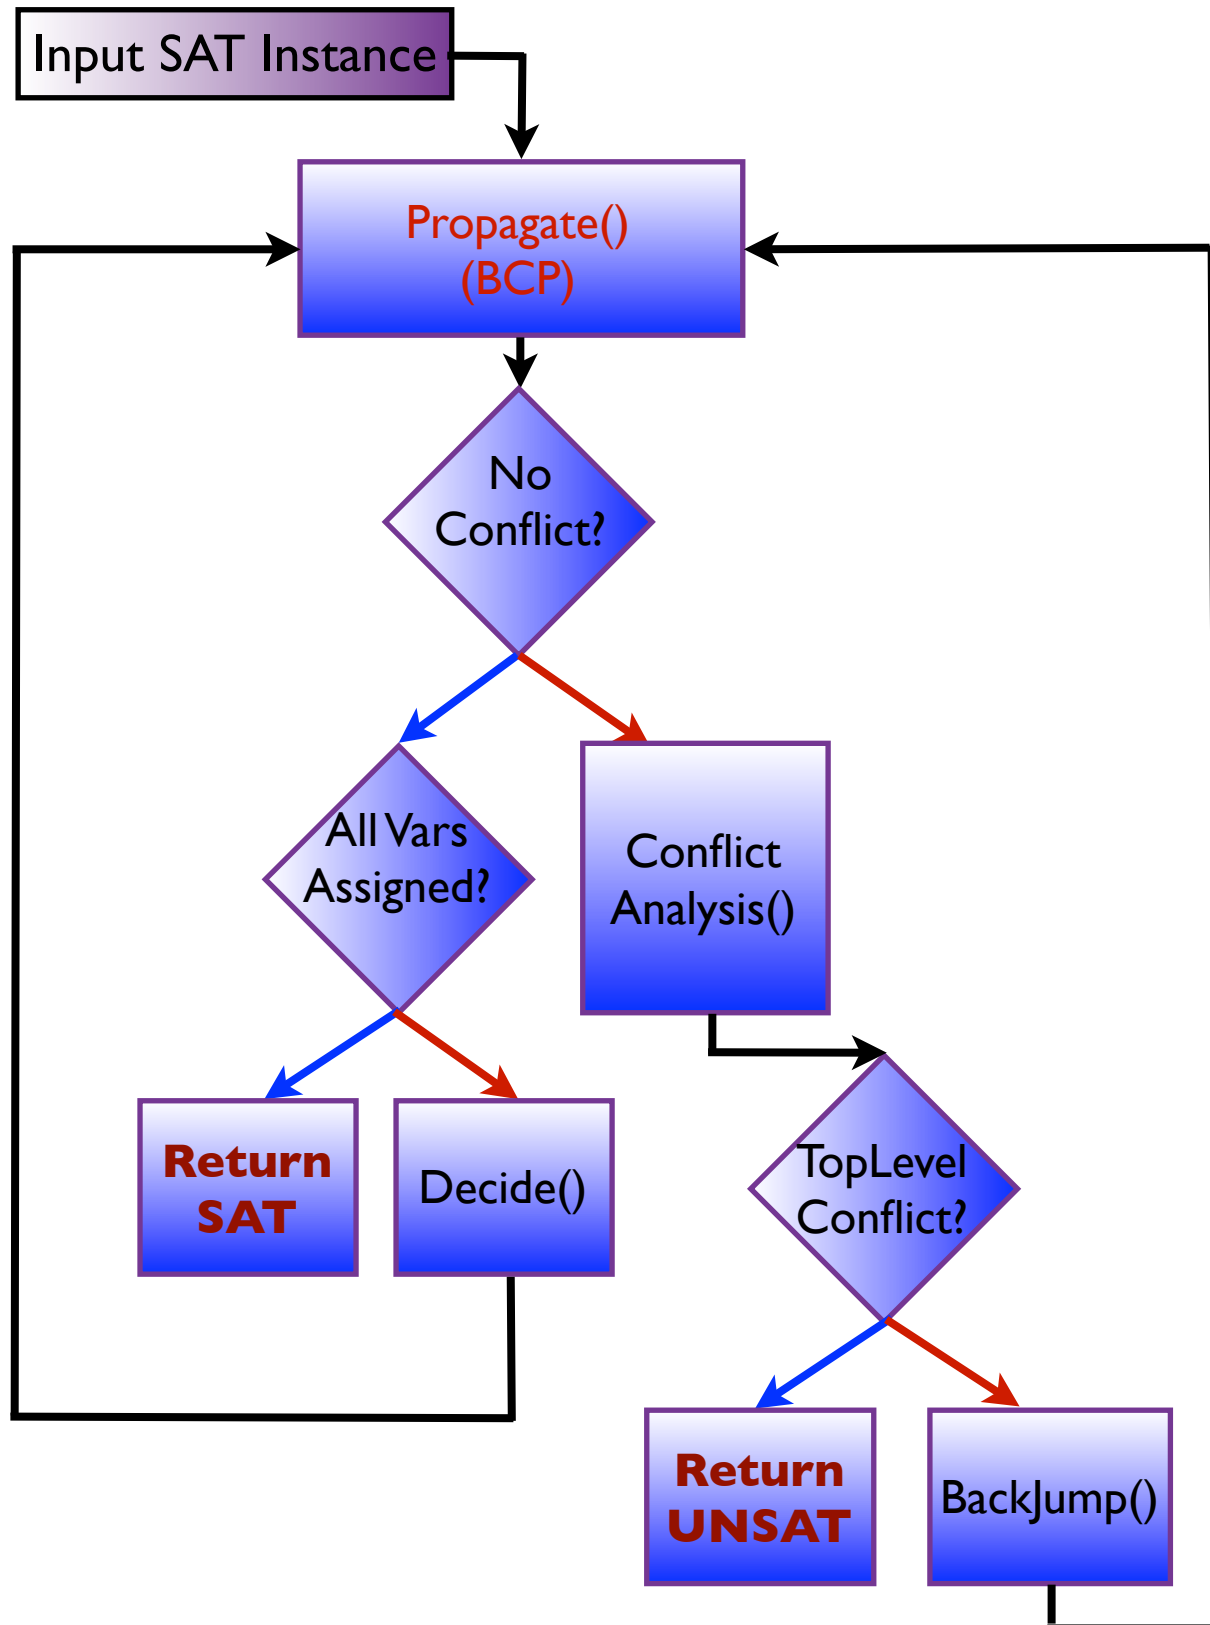 Input SAT Instance
Propagate()
(BCP)
No
Conflict?
All Vars
Assigned?
Conflict
Analysis()
Return
SAT
Decide()
TopLevel
Conflict?
Return
UNSAT
BackJump()